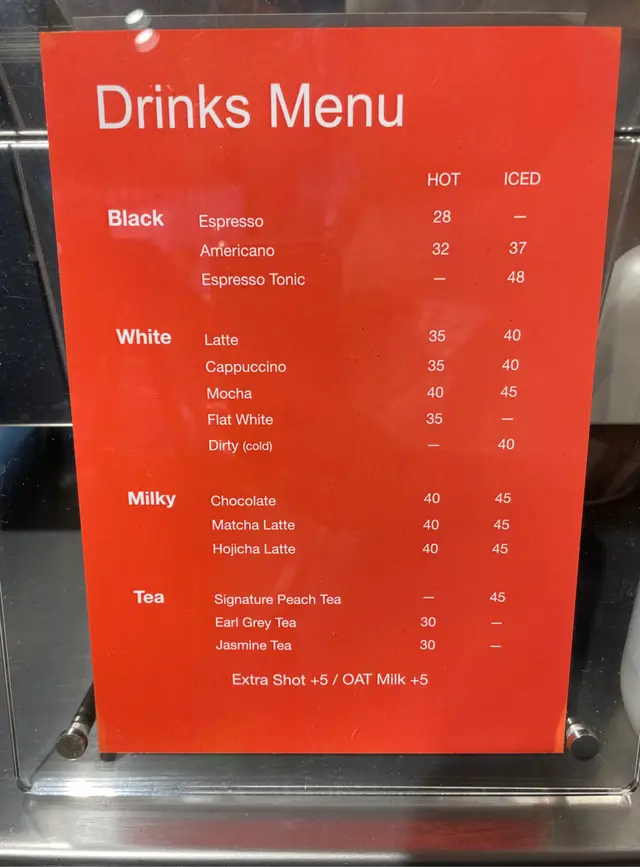 Drinks Menu
HOT ICED
Black Espresso 28 —
Americano 32 37
Espresso Tonic — 48
White Latte 35 40
Cappuccino 35 40
Mocha 40 45
Flat White 35 —
Dirty (cold) — 40
Milky Chocolate 40 45
Matcha Latte 40 45
Hojicha Latte 40 45
Tea Signature Peach Tea — 45
Earl Grey Tea 30 —
Jasmine Tea 30 —
Extra Shot +5 / OAT Milk +5